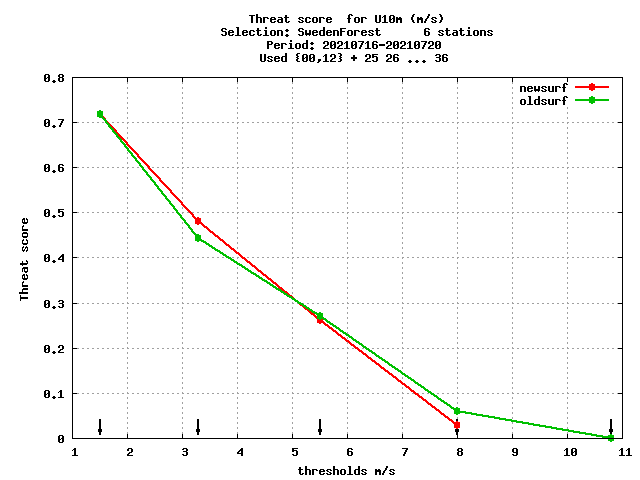 Threat score  for U10m (m/s)
Selection: SwedenForest      6 stations
Period: 20210716-20210720
Used {00,12} + 25 26 ... 36
newsurf
oldsurf
Threat score
0.8
0.7
0.6
0.5
0.4
0.3
0.2
0.1
0
1 2 3 4 5 6 7 8 9 10 11
thresholds m/s